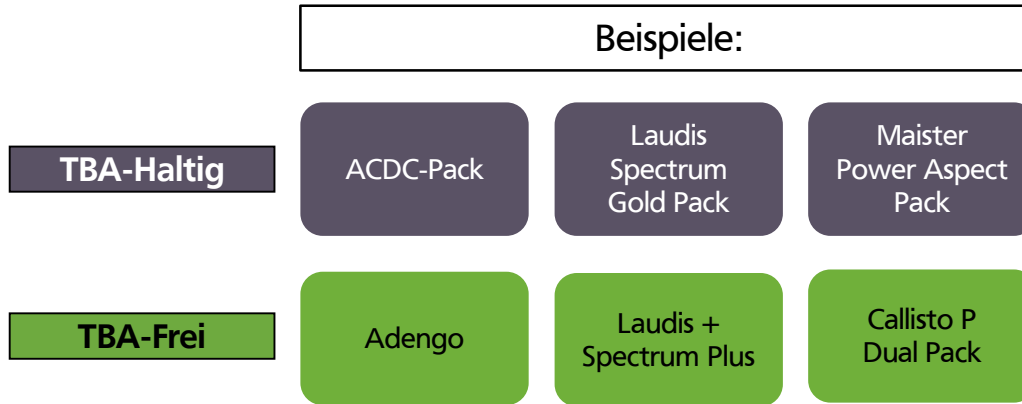 Beispiele:
TBA-Haltig
ACDC-Pack
Laudis
Spectrum
Gold Pack
Maister
Power Aspect
Pack
TBA-Frei
Adengo
Laudis +
Spectrum Plus
Callisto P
Dual Pack